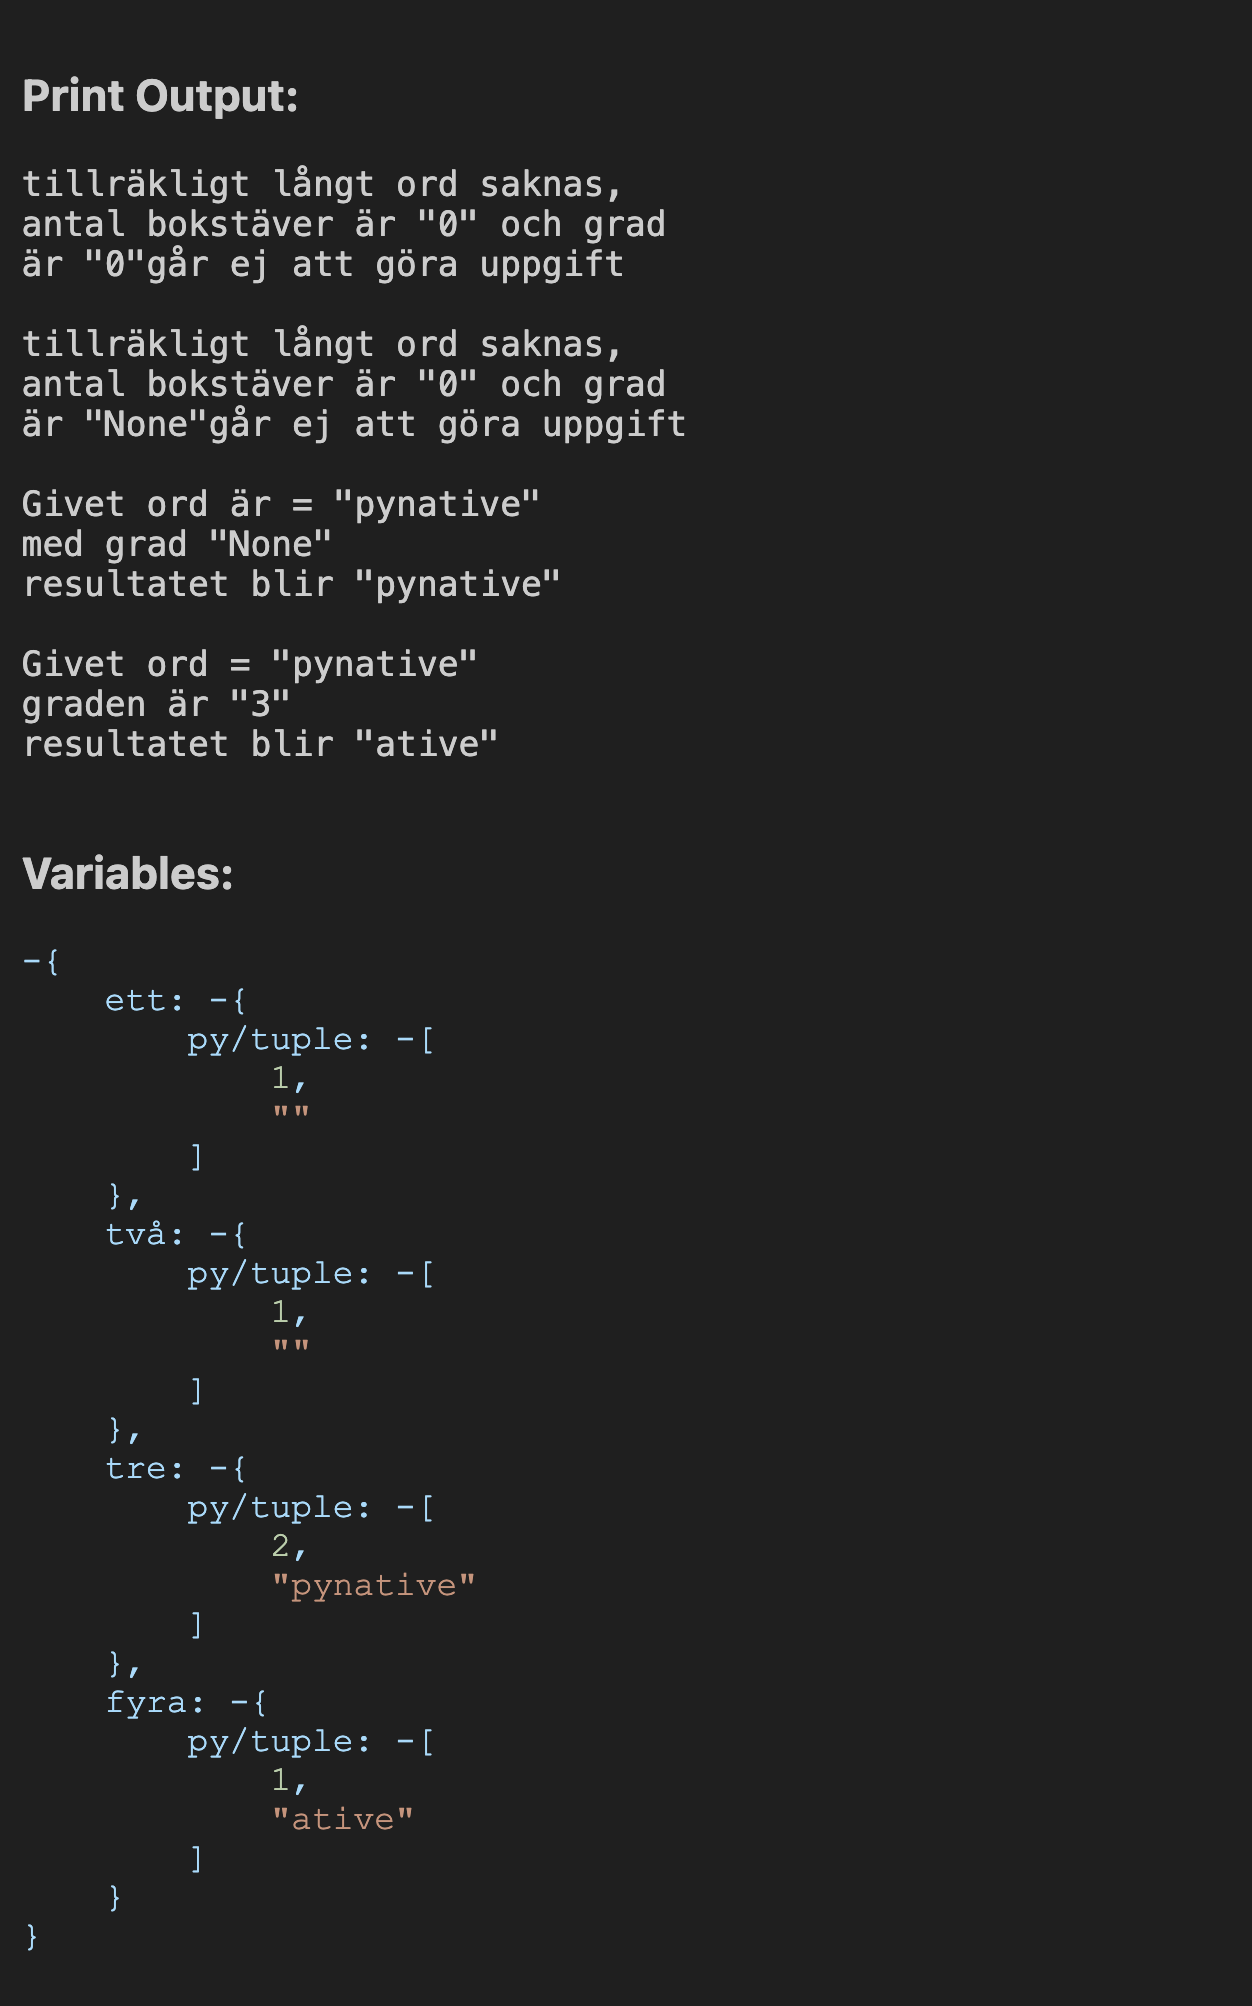 Print Output:
tillräkligt långt ord saknas,
antal bokstäver är "0" och grad
är "0"går ej att göra uppgift
tillräkligt långt ord saknas,
antal bokstäver är "0" och grad
är "None"går ej att göra uppgift
Givet ord är = "pynative"
med grad "None"
resultatet blir "pynative"
Givet ord = "pynative"
graden är "3"
resultatet blir "ative"
Variables:
-{
ett: -{
py/tuple: -[
1,
""
]
},
två: -{
py/tuple: -[
1,
""
]
},
tre: -{
py/tuple: -[
2,
"pynative"
]
},
fyra: -{
py/tuple: -[
1,
"ative"
]
}
}